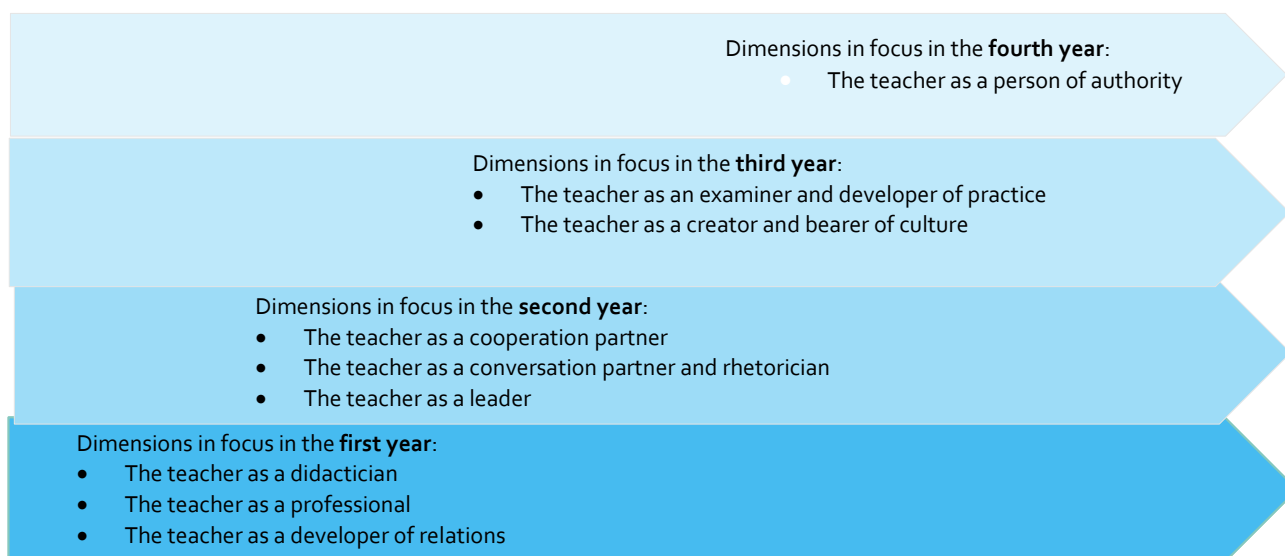 Dimensions in focus in the fourth year:
• The teacher as a person of authority
Dimensions in focus in the third year:
• The teacher as an examiner and developer of practice
• The teacher as a creator and bearer of culture
Dimensions in focus in the second year:
• The teacher as a cooperation partner
• The teacher as a conversation partner and rhetorician
• The teacher as a leader
Dimensions in focus in the first year:
• The teacher as a didactician
• The teacher as a professional
• The teacher as a developer of relations